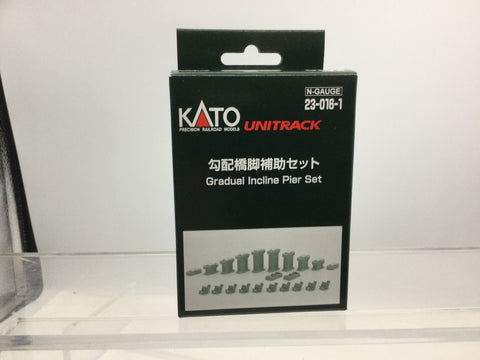 N-GAUGE
23-016-1
KATO UNITRACK
PRECISION RAILROAD MODELS
勾配橋脚補助セット
Gradual Incline Pier Set